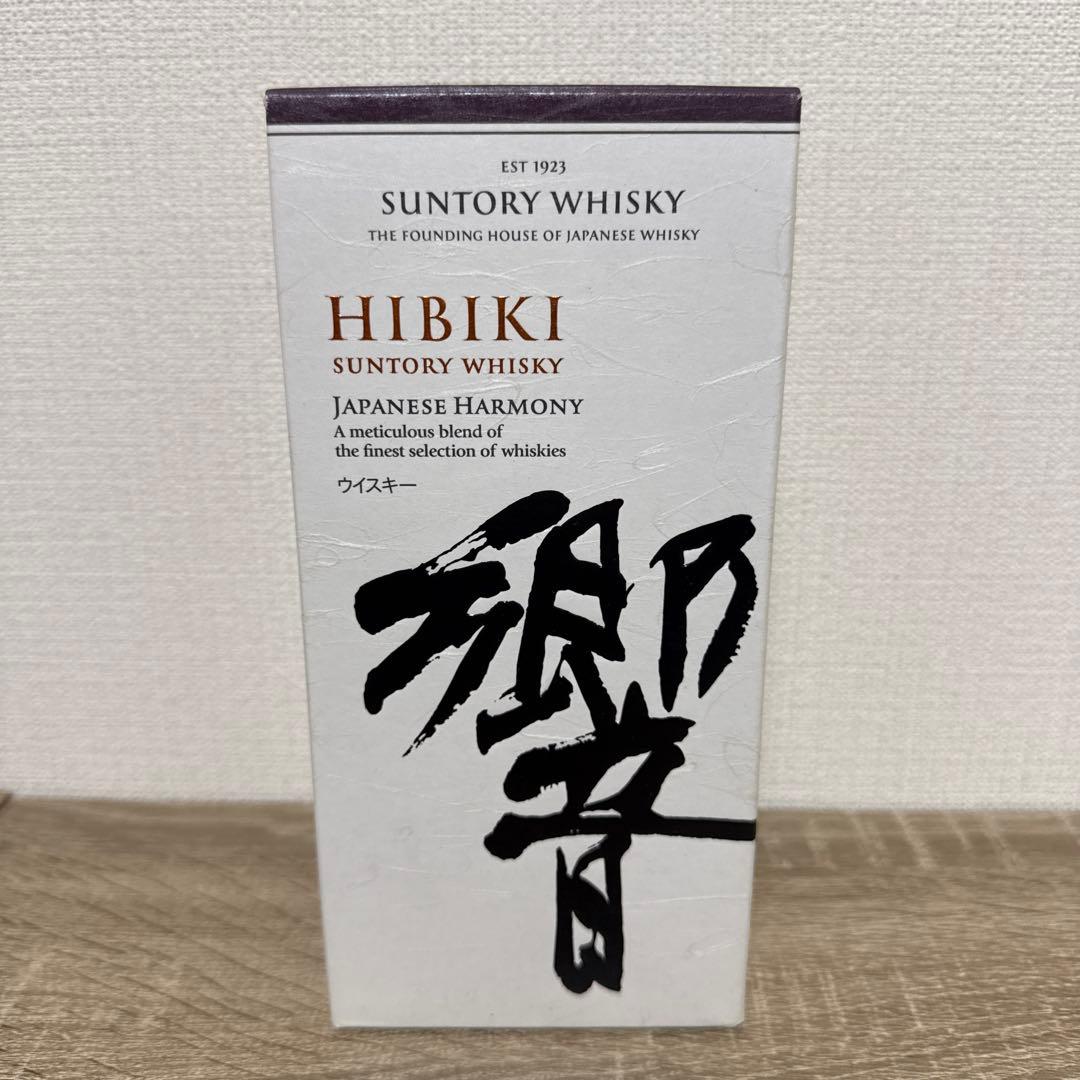 EST 1923
SUNTORY WHISKY
THE FOUNDING HOUSE OF JAPANESE WHISKY
HIBIKI
SUNTORY WHISKY
JAPANESE HARMONY
A meticulous blend of
the finest selection of whiskies
ウイスキー
響